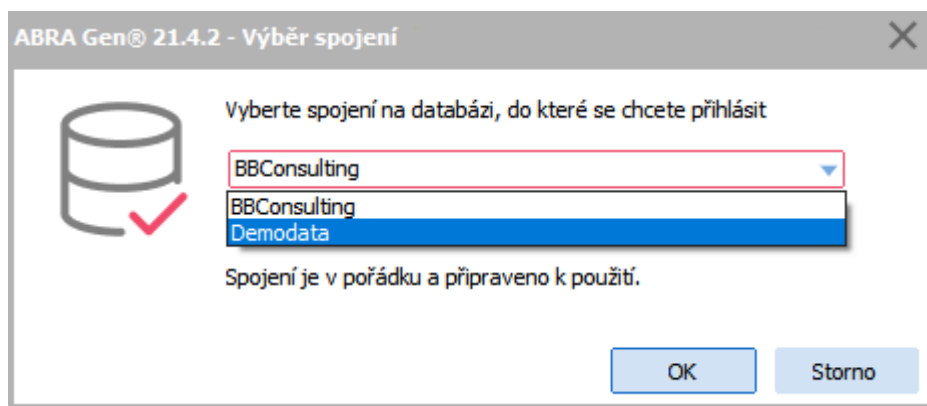 ABRA Gen® 21.4.2 - Výběr spojení
Vyberte spojení na databázi, do které se chcete přihlásit
BBConsulting
BBConsulting
Demodata
Spojení je v pořádku a připraveno k použití.
OK
Storno